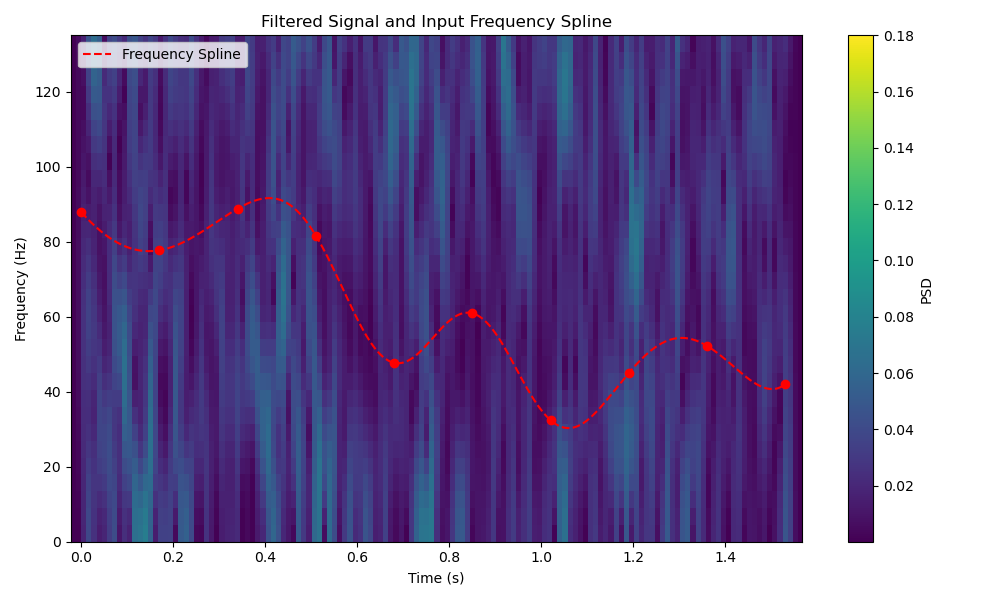 Filtered Signal and Input Frequency Spline
Frequency Spline
Frequency (Hz)
120
100
80
60
40
20
0
0.0 0.2 0.4 0.6 0.8 1.0 1.2 1.4
Time (s)
0.18
0.16
0.14
0.12
0.10
0.08
0.06
0.04
0.02
PSD